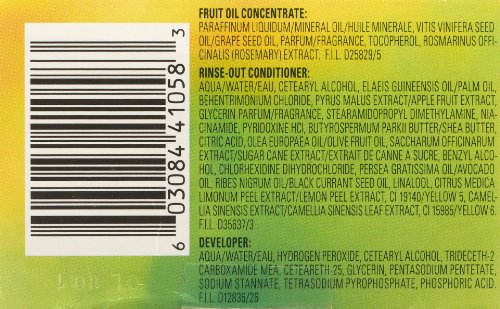 FRUIT OIL CONCENTRATE:
PARAFFINUM LIQUIDUM/MINERAL OIL/HUILE MINERALE, VITIS VINIFERA SEED
OIL/GRAPE SEED OIL, PARFUM/FRAGRANCE, TOCOPHEROL, ROSMARINUS OFFI-
CINALIS (ROSEMARY) EXTRACT. F.I.L. D25829/5
RINSE-OUT CONDITIONER:
AQUA/WATER/EAU, CETEARYL ALCOHOL, ELAEIS GUINEENSIS OIL/PALM OIL,
BEHENTRIMONIUM CHLORIDE, PYRUS MALUS EXTRACT/APPLE FRUIT EXTRACT,
GLYCERIN PARFUM/FRAGRANCE, STEARAMIDOPROPYL DIMETHYLAMINE, NIA-
CINAMIDE, PYRIDOXINE HCI, BUTYROSPERMUM PARKII BUTTER/SHEA BUTTER,
CITRIC ACID, OLEA EUROPAEA OIL/OLIVE FRUIT OIL, SACCHARUM OFFICINARUM
EXTRACT/SUGAR CANE EXTRACT/EXTRAIT DE CANNE A SUCRE, BENZYL ALCO-
HOL, CHLORHEXIDINE DIHYDROCHLORIDE, PERSEA GRATISSIMA OIL/AVOCADO
OIL, RIBES NIGRUM OIL/BLACK CURRANT SEED OIL, LINALOOL, CITRUS MEDICA
LIMONUM PEEL EXTRACT/LEMON PEEL EXTRACT, CI 19140/YELLOW 5, CAMEL-
LIA SINENSIS EXTRACT/CAMELLIA SINENSIS LEAF EXTRACT, CI 15985/YELLOW 6.
F.I.L. D35637/3
DEVELOPER:
AQUA/WATER/EAU, HYDROGEN PEROXIDE, CETEARYL ALCOHOL, TRIDECETH-2
CARBOXAMIDE MEA, CETEARETH-25, GLYCERIN, PENTASODIUM PENTETATE,
SODIUM STANNATE, TETRASODIUM PYROPHOSPHATE, PHOSPHORIC ACID.
F.I.L. D12836/26
6 03084 41058 3